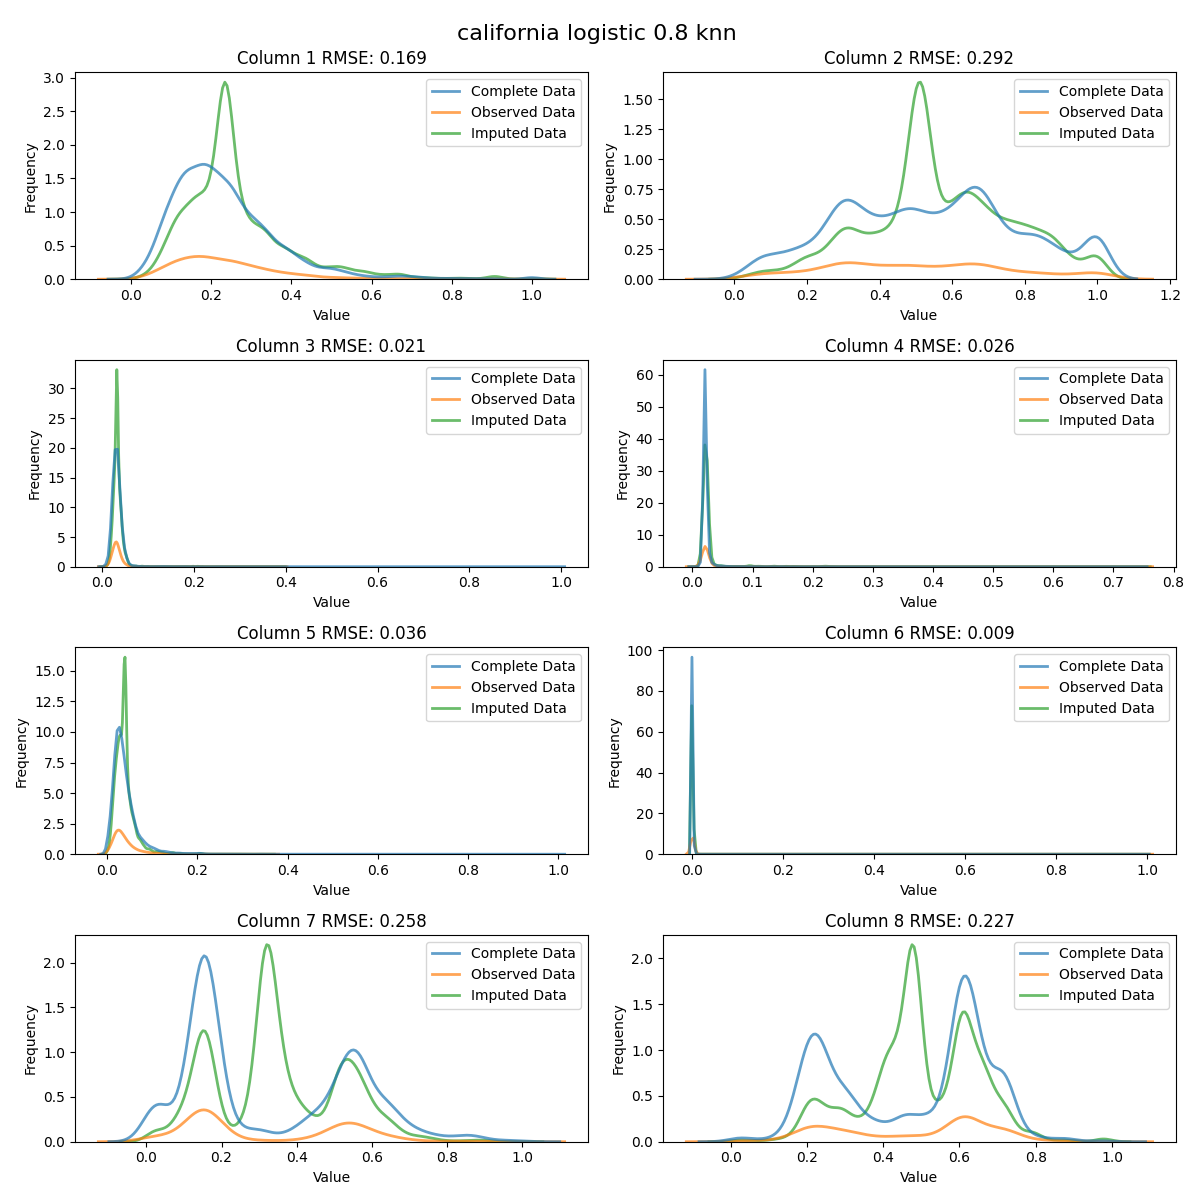 california logistic 0.8 knn
Column 1 RMSE: 0.169
Frequency
3.0
2.5
2.0
1.5
1.0
0.5
0.0
Complete Data
Observed Data
Imputed Data
0.0 0.2 0.4 0.6 0.8 1.0
Value
Column 2 RMSE: 0.292
Frequency
1.50
1.25
1.00
0.75
0.50
0.25
0.00
Complete Data
Observed Data
Imputed Data
0.0 0.2 0.4 0.6 0.8 1.0 1.2
Value
Column 3 RMSE: 0.021
Frequency
30
25
20
15
10
5
0
Complete Data
Observed Data
Imputed Data
0.0 0.2 0.4 0.6 0.8 1.0
Value
Column 4 RMSE: 0.026
Frequency
60
50
40
30
20
10
0
Complete Data
Observed Data
Imputed Data
0.0 0.1 0.2 0.3 0.4 0.5 0.6 0.7 0.8
Value
Column 5 RMSE: 0.036
Frequency
15.0
12.5
10.0
7.5
5.0
2.5
0.0
Complete Data
Observed Data
Imputed Data
0.0 0.2 0.4 0.6 0.8 1.0
Value
Column 6 RMSE: 0.009
Frequency
100
80
60
40
20
0
Complete Data
Observed Data
Imputed Data
0.0 0.2 0.4 0.6 0.8 1.0
Value
Column 7 RMSE: 0.258
Frequency
2.0
1.5
1.0
0.5
0.0
Complete Data
Observed Data
Imputed Data
0.0 0.2 0.4 0.6 0.8 1.0
Value
Column 8 RMSE: 0.227
Frequency
2.0
1.5
1.0
0.5
0.0
Complete Data
Observed Data
Imputed Data
0.0 0.2 0.4 0.6 0.8 1.0
Value